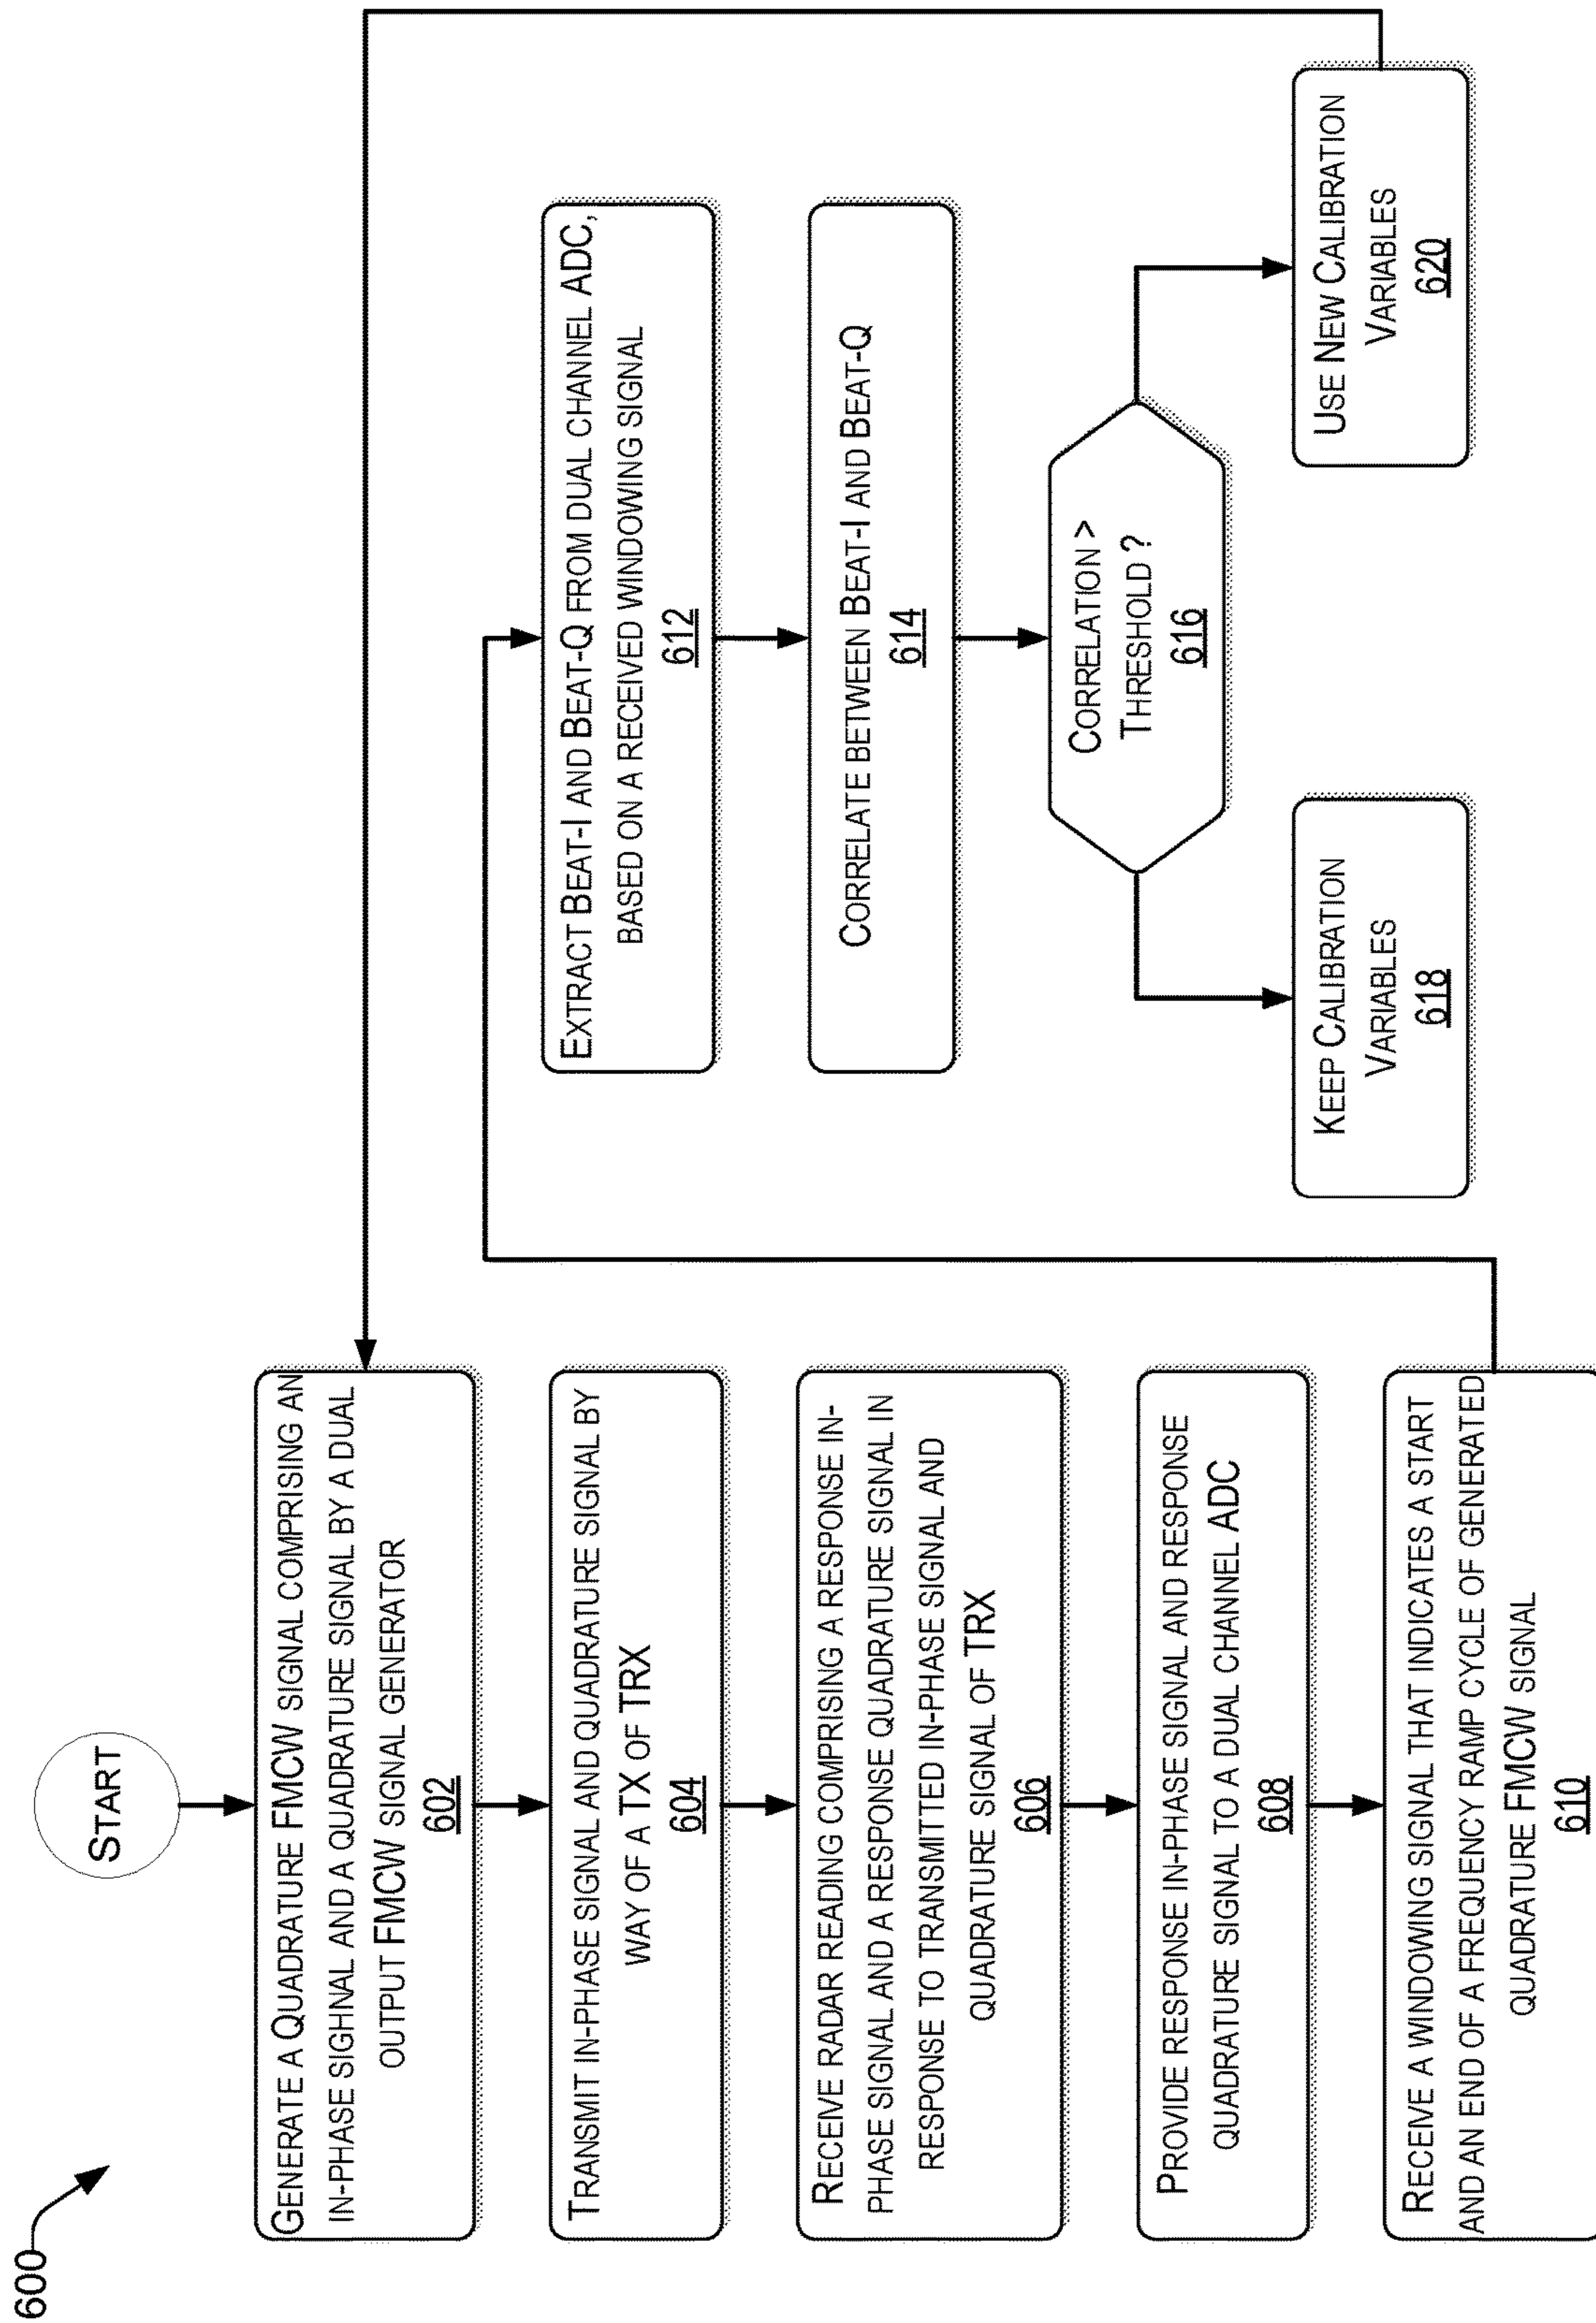 600
START
GENERATE A QUADRATURE FMCW SIGNAL COMPRISING AN
IN-PHASE SIGHNAL AND A QUADRATURE SIGNAL BY A DUAL
OUTPUT FMCW SIGNAL GENERATOR
602
TRANSMIT IN-PHASE SIGNAL AND QUADRATURE SIGNAL BY
WAY OF A TX OF TRX
604
RECEIVE RADAR READING COMPRISING A RESPONSE IN-
PHASE SIGNAL AND A RESPONSE QUADRATURE SIGNAL IN
RESPONSE TO TRANSMITTED IN-PHASE SIGNAL AND
QUADRATURE SIGNAL OF TRX
606
PROVIDE RESPONSE IN-PHASE SIGNAL AND RESPONSE
QUADRATURE SIGNAL TO A DUAL CHANNEL ADC
608
RECEIVE A WINDOWING SIGNAL THAT INDICATES A START
AND AN END OF A FREQUENCY RAMP CYCLE OF GENERATED
QUADRATURE FMCW SIGNAL
610
EXTRACT BEAT-I AND BEAT-Q FROM DUAL CHANNEL ADC,
BASED ON A RECEIVED WINDOWING SIGNAL
612
CORRELATE BETWEEN BEAT-I AND BEAT-Q
614
CORRELATION >
THRESHOLD ?
616
KEEP CALIBRATION
VARIABLES
618
USE NEW CALIBRATION
VARIABLES
620